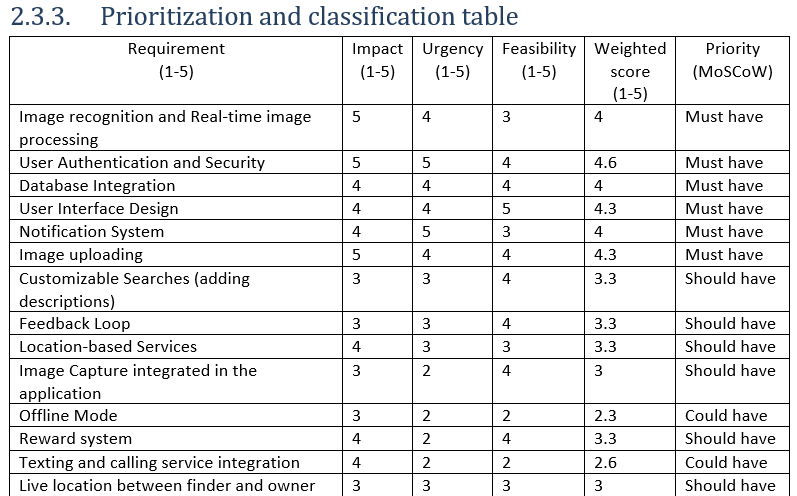 2.3.3. Prioritization and classification table
Requirement (1-5) Impact (1-5) Urgency (1-5) Feasibility (1-5) Weighted score (1-5) Priority (MoSCoW)
Image recognition and Real-time image processing 5 4 3 4 Must have
User Authentication and Security 5 5 4 4.6 Must have
Database Integration 4 4 4 4 Must have
User Interface Design 4 4 5 4.3 Must have
Notification System 4 5 3 4 Must have
Image uploading 5 4 4 4.3 Must have
Customizable Searches (adding descriptions) 3 3 4 3.3 Should have
Feedback Loop 3 3 4 3.3 Should have
Location-based Services 4 3 3 3.3 Should have
Image Capture integrated in the application 3 2 4 3 Should have
Offline Mode 3 2 2 2.3 Could have
Reward system 4 2 4 3.3 Should have
Texting and calling service integration 4 2 2 2.6 Could have
Live location between finder and owner 3 3 3 3 Should have